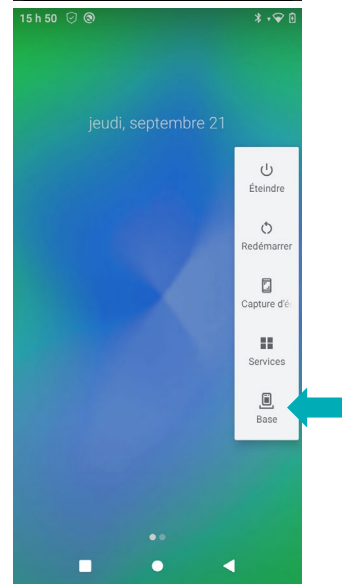 15 h 50
jeudi, septembre 21
Éteindre
Redémarrer
Capture d'é
Services
Base